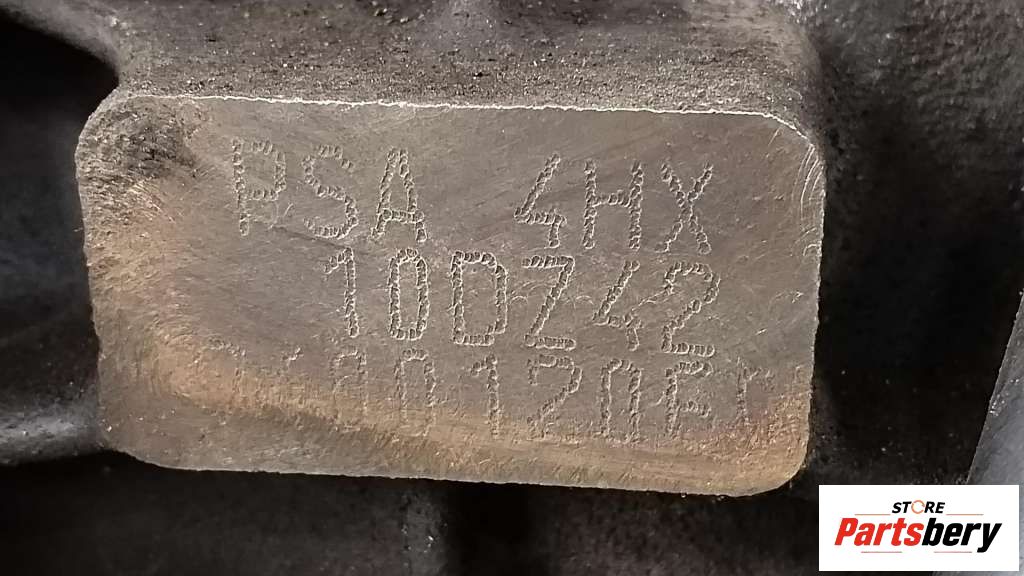 PSA 4HX
10DZ42
STORE
Partsbery